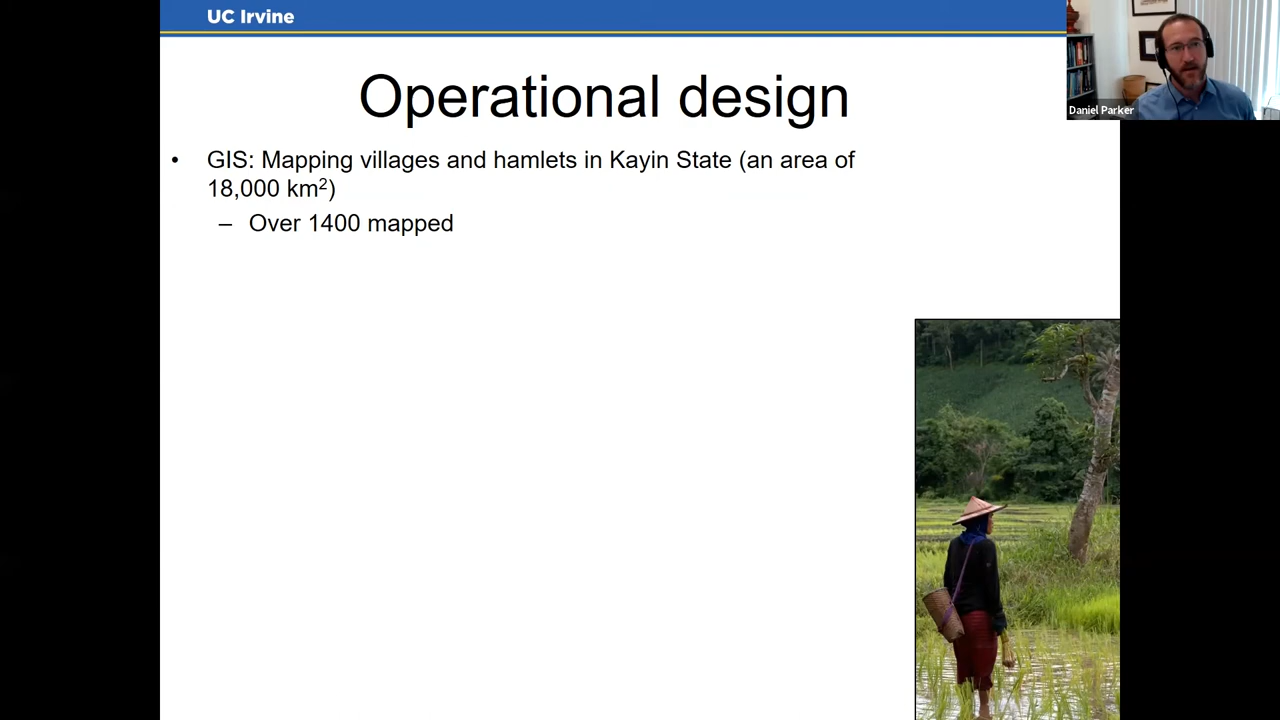 UC Irvine
Operational design
• GIS: Mapping villages and hamlets in Kayin State (an area of
18,000 km²)
– Over 1400 mapped
Daniel Parker